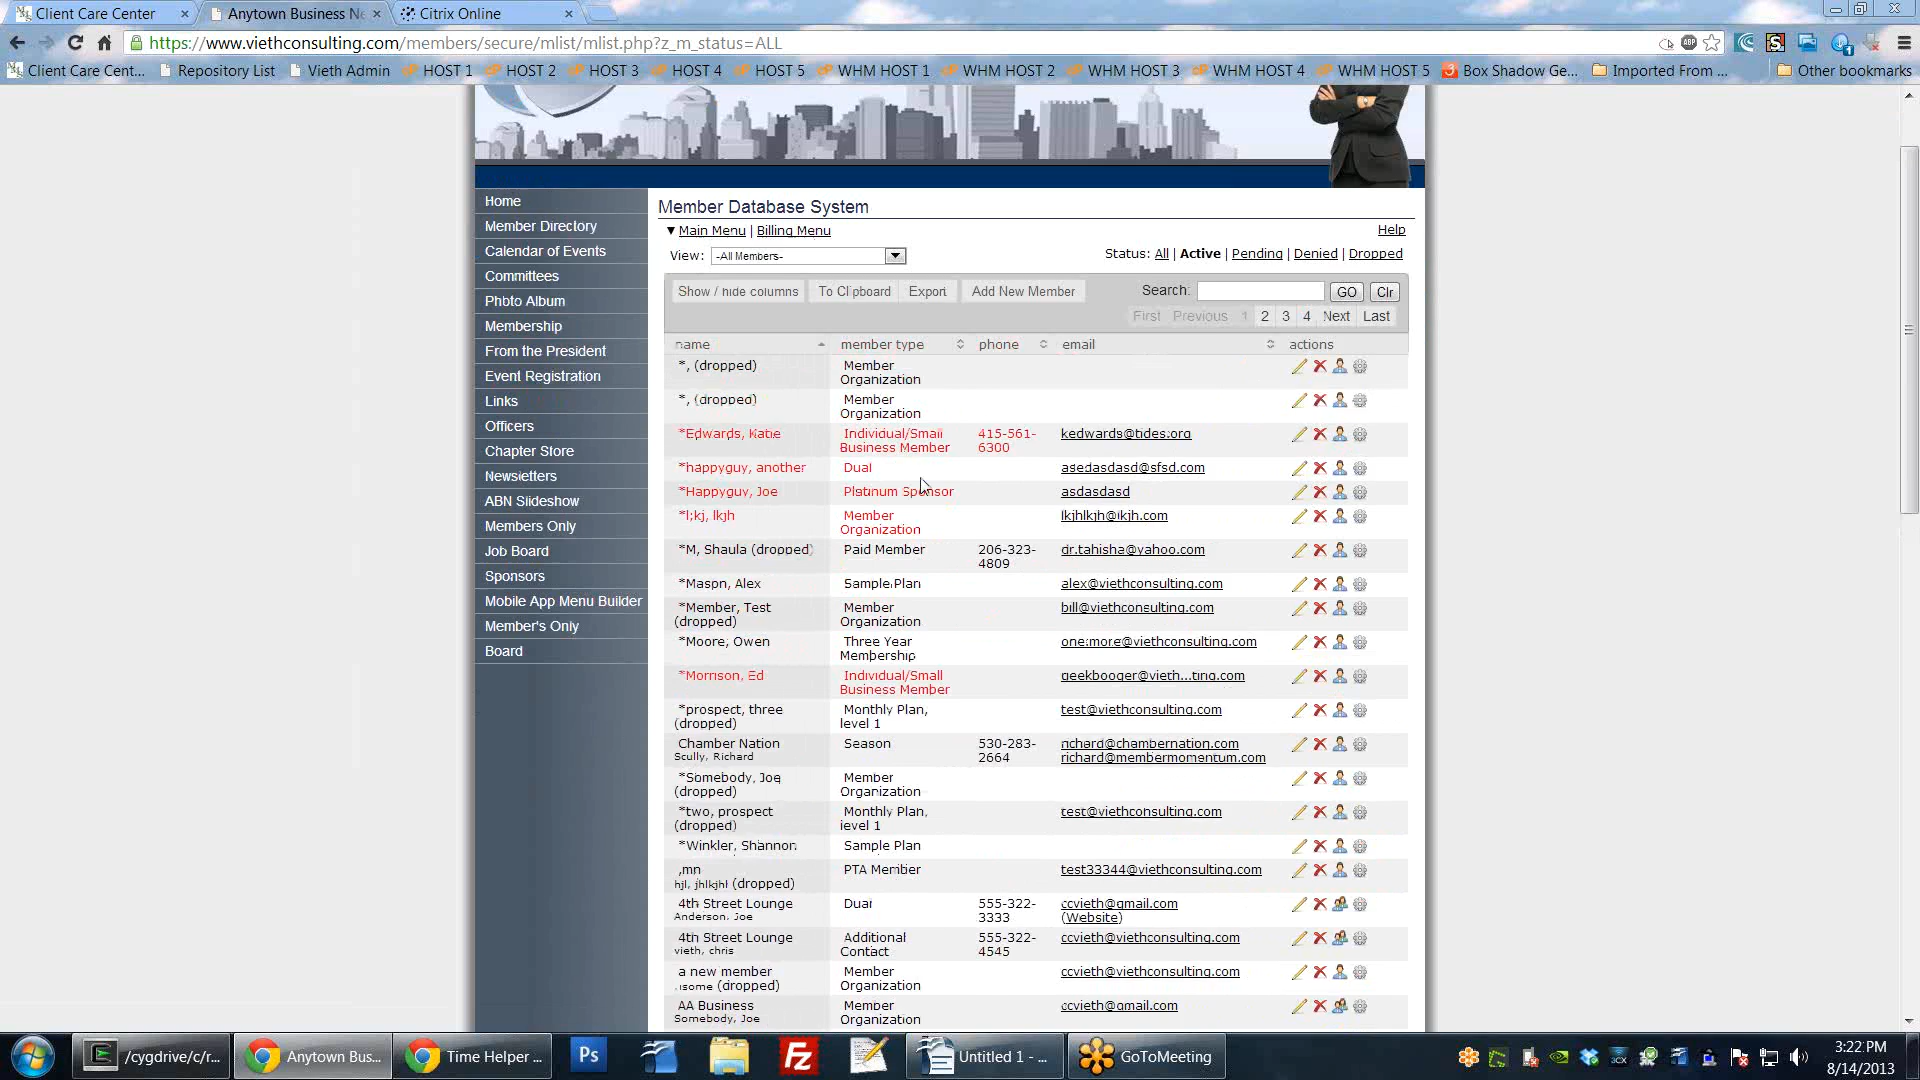 Client Care Center × Anytown Business Ne × Citrix Online ×
https://www.viethconsulting.com/members/secure/mlist/mlist.php?z_m_status=ALL
Client Care Cent... Repository List Vieth Admin HOST 1 HOST 2 HOST 3 HOST 4 HOST 5 WHM HOST 1 WHM HOST 2 WHM HOST 3 WHM HOST 4 WHM HOST 5 Box Shadow Ge... Imported From ... Other bookmarks
Home
Member Directory
Calendar of Events
Committees
Photo Album
Membership
From the President
Event Registration
Links
Officers
Chapter Store
Newsletters
ABN Slideshow
Members Only
Job Board
Sponsors
Mobile App Menu Builder
Member's Only
Board
Member Database System
▼ Main Menu | Billing Menu Help
View: -All Members- Status: All | Active | Pending | Denied | Dropped
Show / hide columns To Clipboard Export Add New Member Search: GO Clr
First Previous 1 2 3 4 Next Last
name member type phone email actions
*, (dropped) Member
Organization
*, (dropped) Member
Organization
*Edwards, Katie Individual/Small 415-561- kedwards@tides.org
Business Member 6300
*happyguy, another Dual asedasdasd@sfsd.com
*Happyguy, Joe Platinum Sponsor asdasdasd
*l;kj, lkjh Member lkjhlkjh@lkjh.com
Organization
*M, Shaula (dropped) Paid Member 206-323- dr.tahisha@yahoo.com
4809
*Maspn, Alex Sample Plan alex@viethconsulting.com
*Member, Test Member bill@viethconsulting.com
(dropped) Organization
*Moore, Owen Three Year one.more@viethconsulting.com
Membership
*Morrison, Ed Individual/Small geekbooger@vieth...ting.com
Business Member
*prospect, three Monthly Plan, test@viethconsulting.com
(dropped) level 1
Chamber Nation Season 530-283- richard@chambernation.com
Scully, Richard 2664 richard@membermomentum.com
*Somebody, Joe Member
(dropped) Organization
*two, prospect Monthly Plan, test@viethconsulting.com
(dropped) level 1
*Winkler, Shannon Sample Plan
,mn PTA Member test33344@viethconsulting.com
hjl, jhlkjhl (dropped)
4th Street Lounge Dual 555-322- ccvieth@gmail.com
Anderson, Joe 3333 (Website)
4th Street Lounge Additional 555-322- ccvieth@viethconsulting.com
vieth, chris Contact 4545
a new member Member ccvieth@viethconsulting.com
(dropped) Organization
AA Business Member ccvieth@gmail.com
Somebody, Joe Organization
/cygdrive/c/r... Anytown Bus... Time Helper ... Ps Untitled 1 - ... GoToMeeting 3:22 PM
8/14/2013